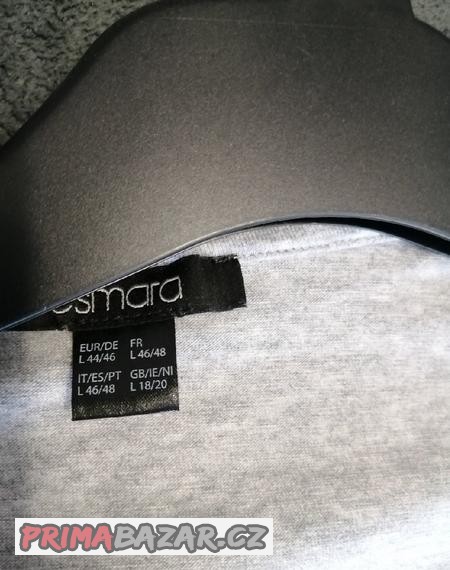 esmara
EUR/DE FR
L 44/46 L 46/48
IT/ES/PT GB/IE/NI
L 46/48 L 18/20
PRIMABAZAR.CZ